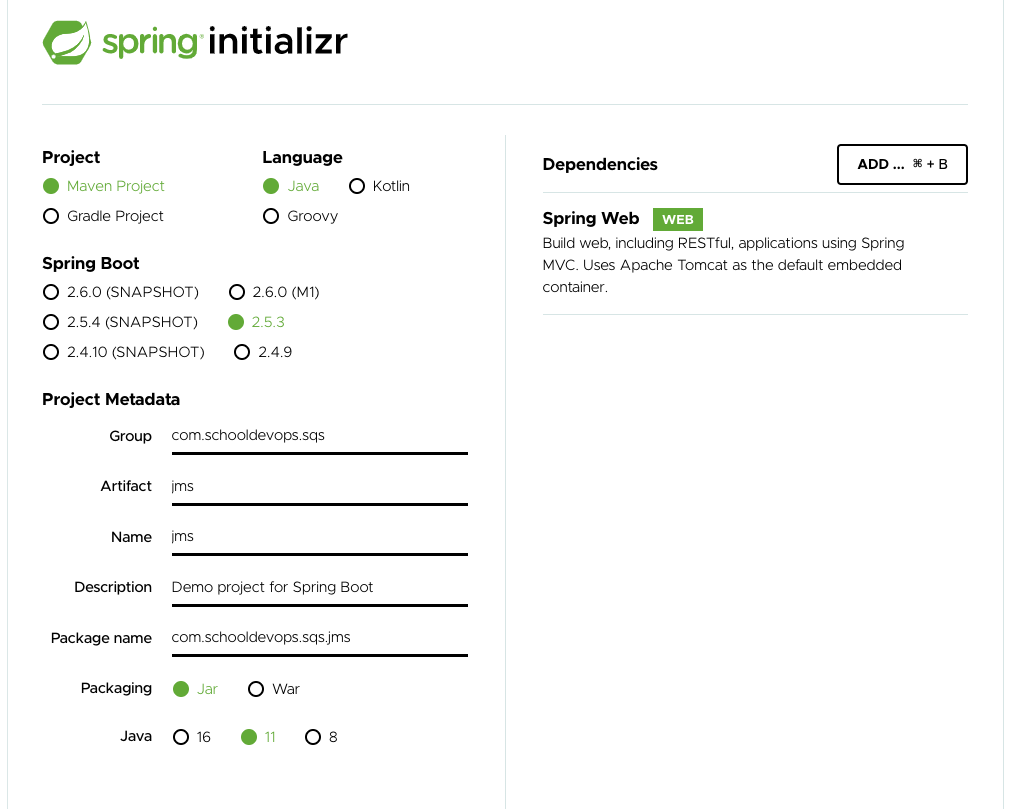 spring initializr
Project
Maven Project
Gradle Project
Language
Java Kotlin
Groovy
Spring Boot
2.6.0 (SNAPSHOT) 2.6.0 (M1)
2.5.4 (SNAPSHOT) 2.5.3
2.4.10 (SNAPSHOT) 2.4.9
Project Metadata
Group com.schooldevops.sqs
Artifact jms
Name jms
Description Demo project for Spring Boot
Package name com.schooldevops.sqs.jms
Packaging Jar War
Java 16 11 8
Dependencies ADD ... ⌘ + B
Spring Web WEB
Build web, including RESTful, applications using Spring
MVC. Uses Apache Tomcat as the default embedded
container.